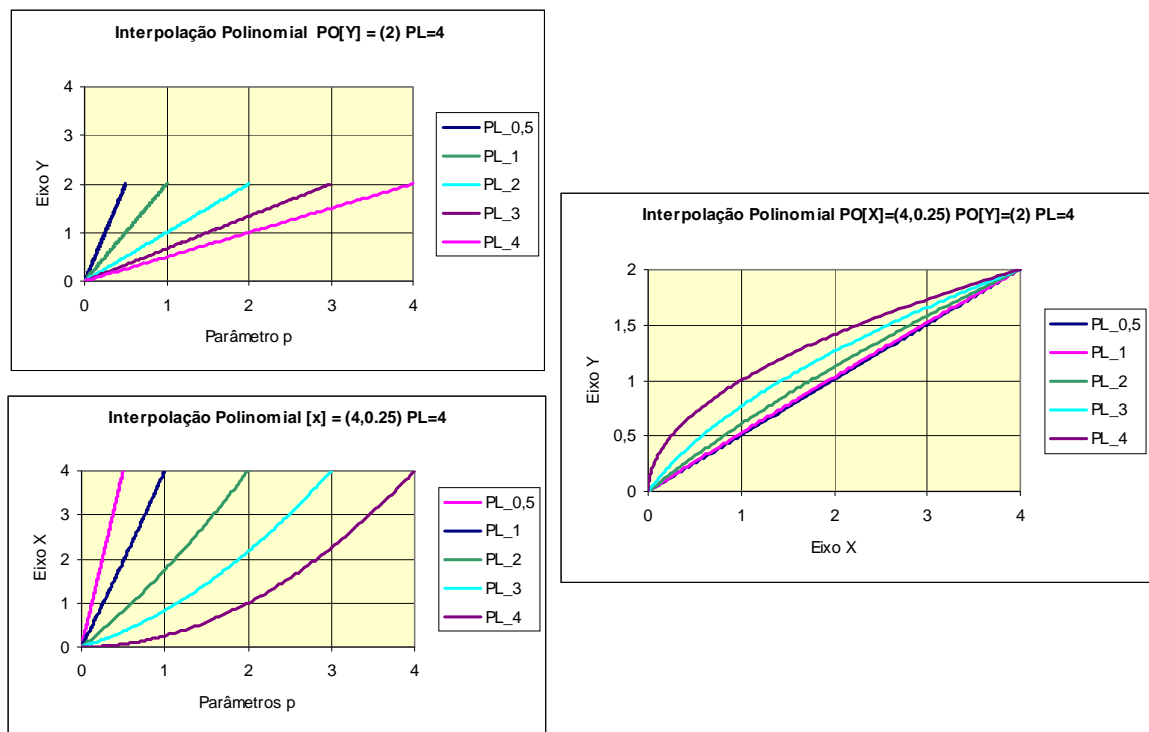 Interpolação Polinomial PO[Y] = (2) PL=4
4
3
2
1
0
0 1 2 3 4
Eixo Y
Parâmetro p
PL_0,5
PL_1
PL_2
PL_3
PL_4
Interpolação Polinomial [x] = (4,0.25) PL=4
4
3
2
1
0
0 1 2 3 4
Eixo X
Parâmetros p
PL_0,5
PL_1
PL_2
PL_3
PL_4
Interpolação Polinomial PO[X]=(4,0.25) PO[Y]=(2) PL=4
2
1,5
1
0,5
0
0 1 2 3 4
Eixo Y
Eixo X
PL_0,5
PL_1
PL_2
PL_3
PL_4